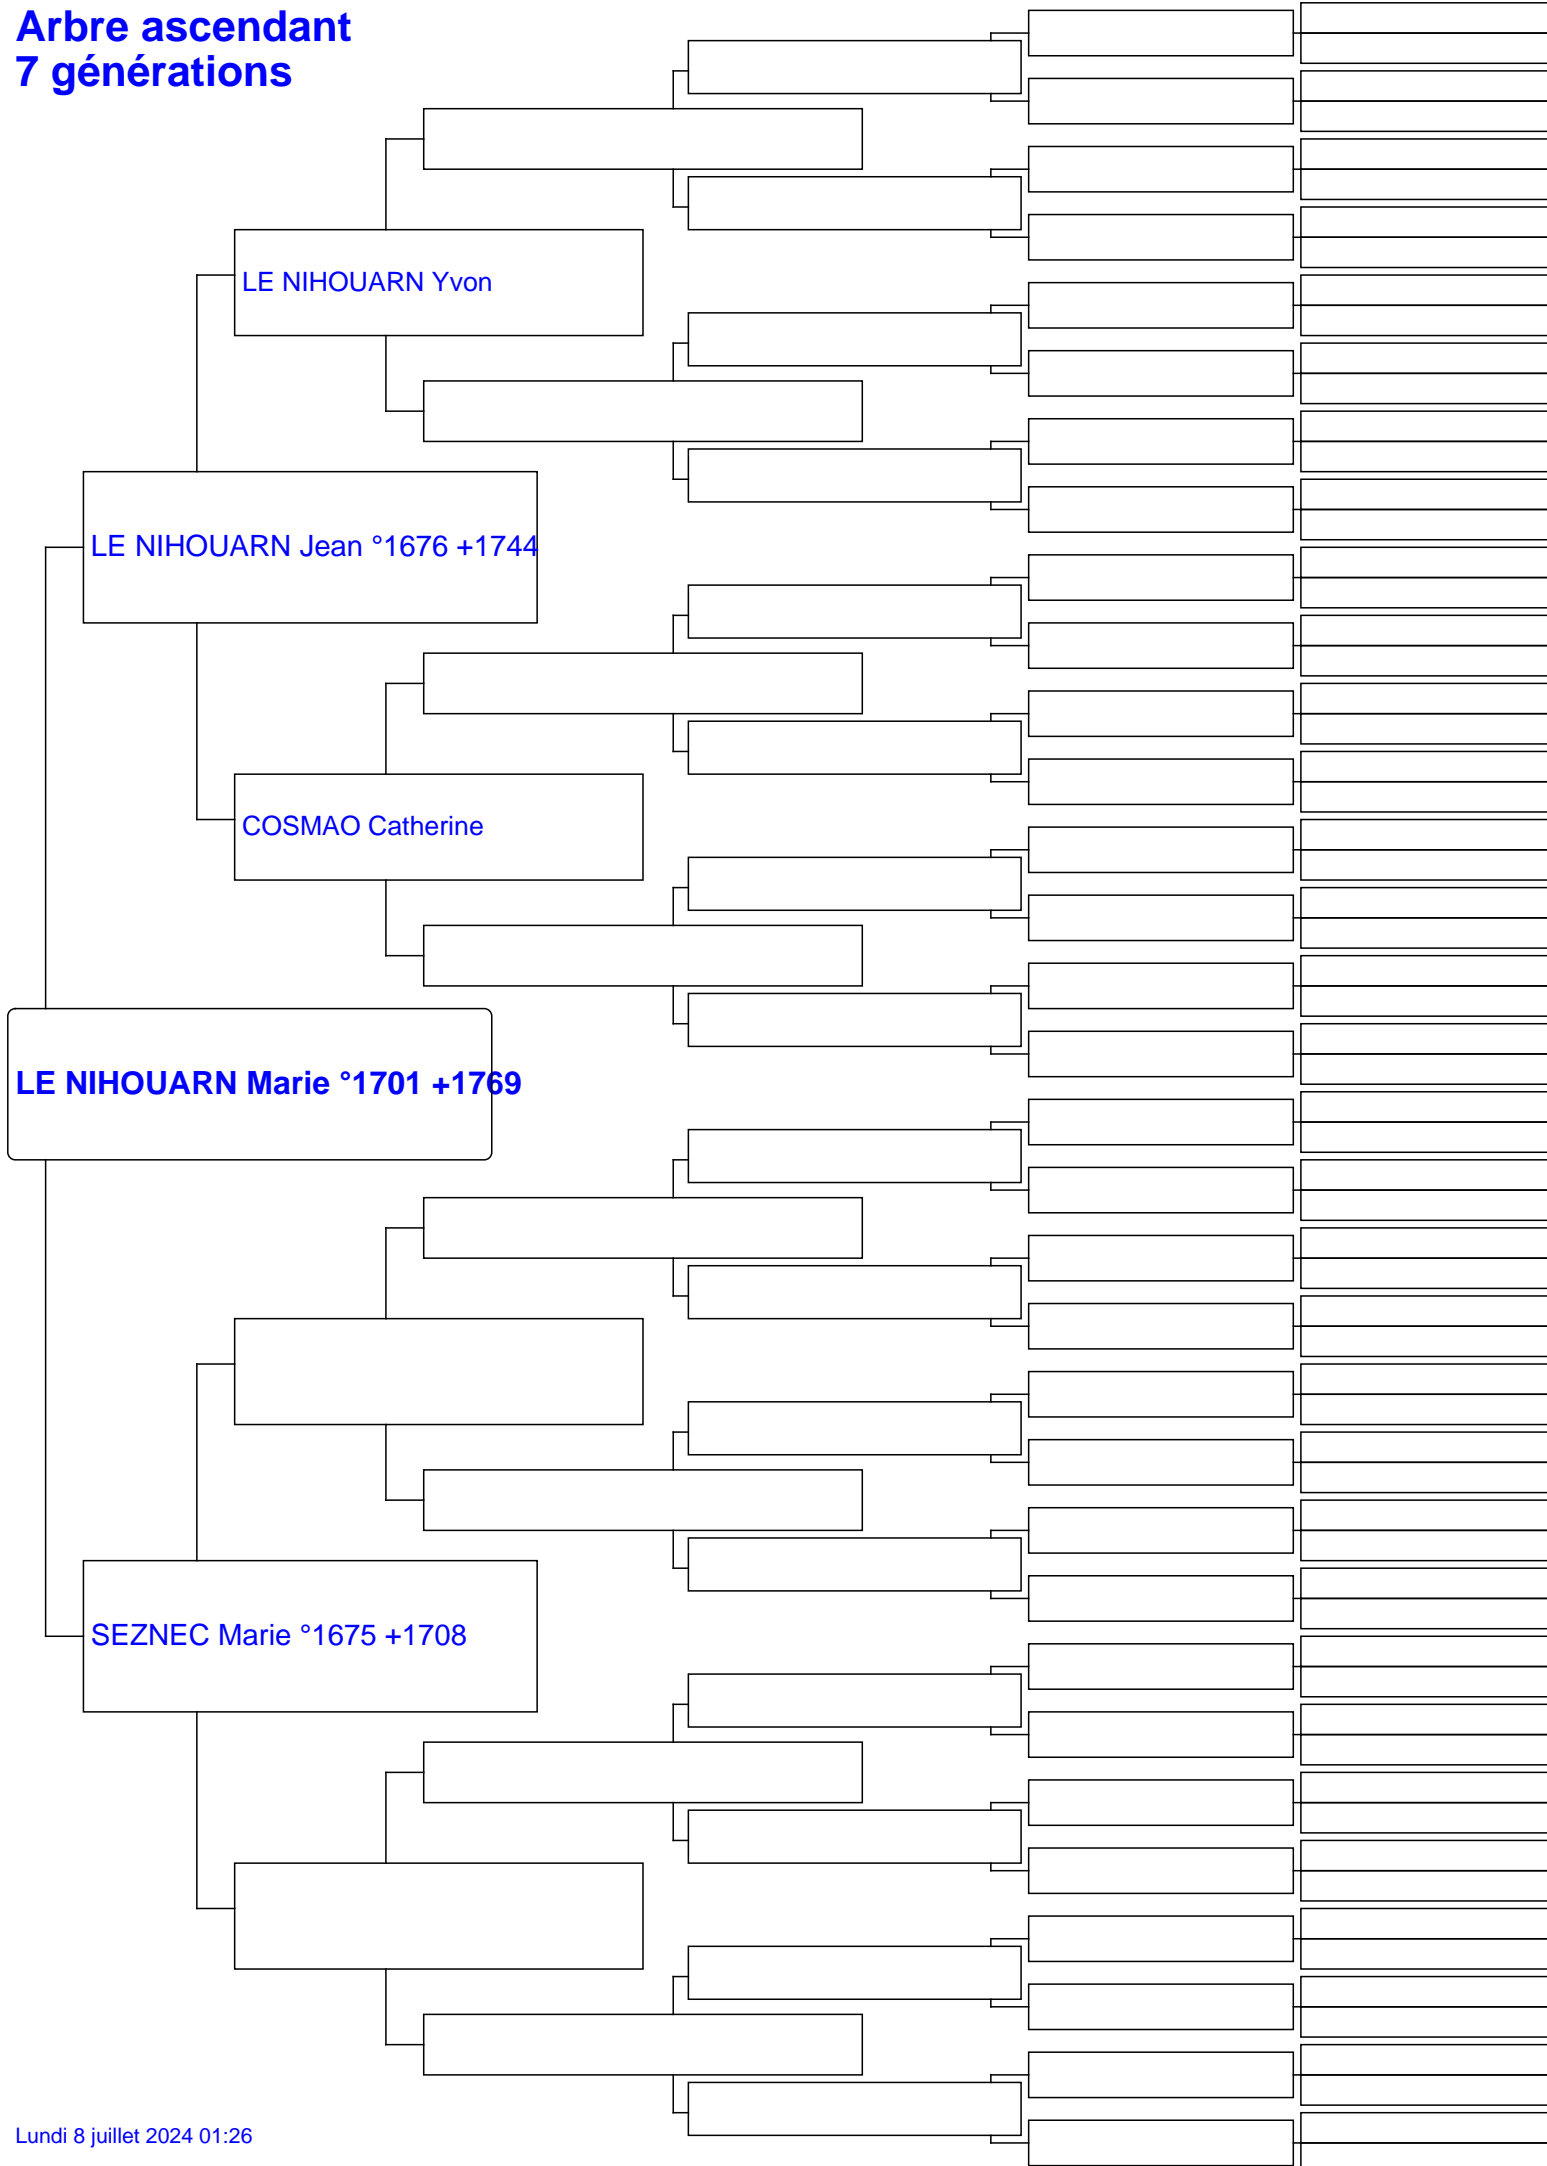 Arbre ascendant
7 générations
LE NIHOUARN Yvon
LE NIHOUARN Jean °1676 +1744
COSMAO Catherine
LE NIHOUARN Marie °1701 +1769
SEZNEC Marie °1675 +1708
Lundi 8 juillet 2024 01:26